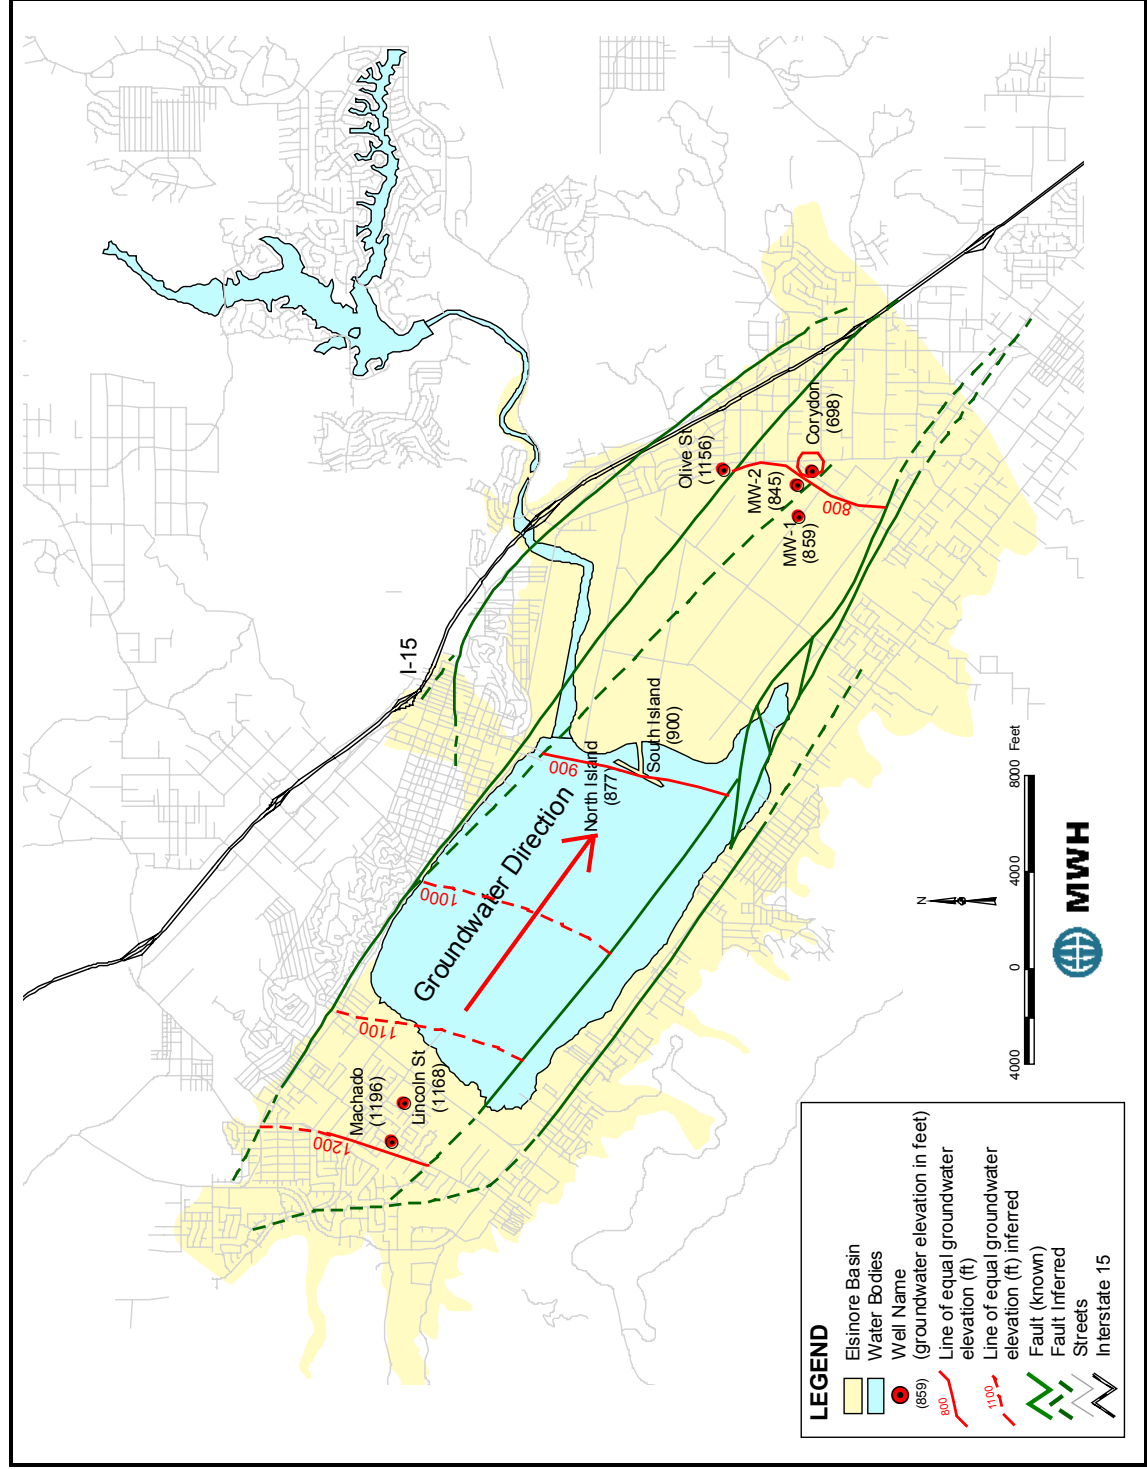 I-15
Olive St
(1156)
Corydon
(698)
MW-2
(845)
MW-1
(859)
800
South Island
(900)
North Island
(877)
900
Groundwater Direction
1000
1100
Lincoln St
(1168)
Machado
(1196)
1200
N
4000
0
4000
8000 Feet
MWH
LEGEND
Elsinore Basin
Water Bodies
Well Name
(859)
(groundwater elevation in feet)
800
Line of equal groundwater
elevation (ft)
1100
Line of equal groundwater
elevation (ft) inferred
Fault (known)
Fault Inferred
Streets
Interstate 15